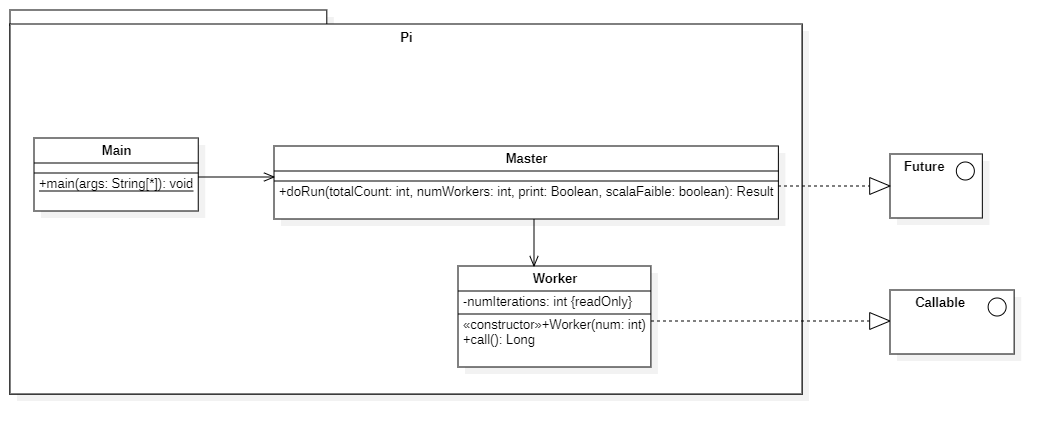 Pi
Main
+main(args: String[*]): void
Master
+doRun(totalCount: int, numWorkers: int, print: Boolean, scalaFaible: boolean): Result
Future
Worker
-numIterations: int {readOnly}
«constructor»+Worker(num: int)
+call(): Long
Callable